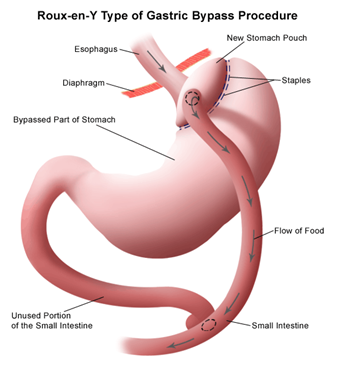 Roux-en-Y Type of Gastric Bypass Procedure
New Stomach Pouch
Esophagus
Staples
Diaphragm
Bypassed Part of Stomach
Flow of Food
Unused Portion
of the Small Intestine
Small Intestine